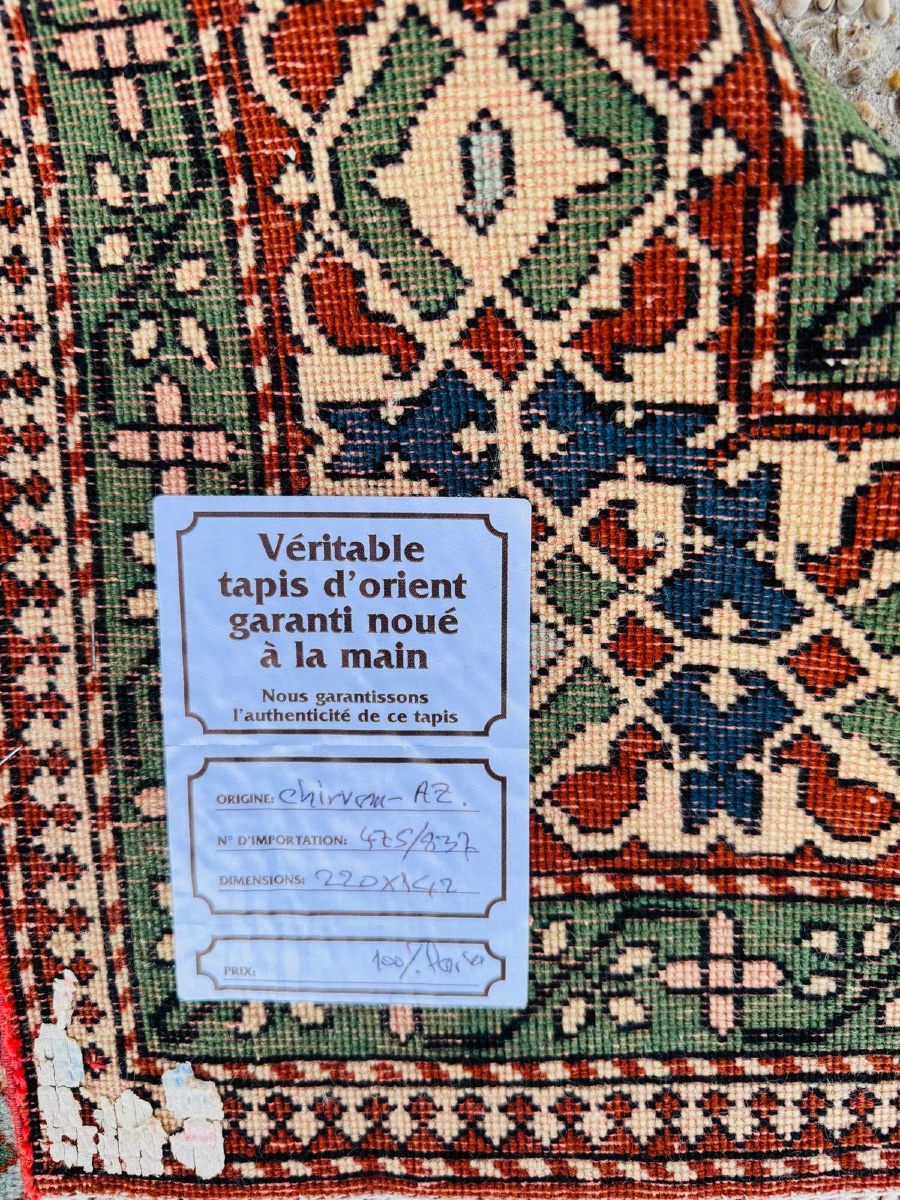 Véritable
tapis d'orient
garanti noué
à la main
Nous garantissons
l'authenticité de ce tapis
ORIGINE: chirvan - AZ.
N° D'IMPORTATION: 475/837
DIMENSIONS: 220x142
PRIX: 100%